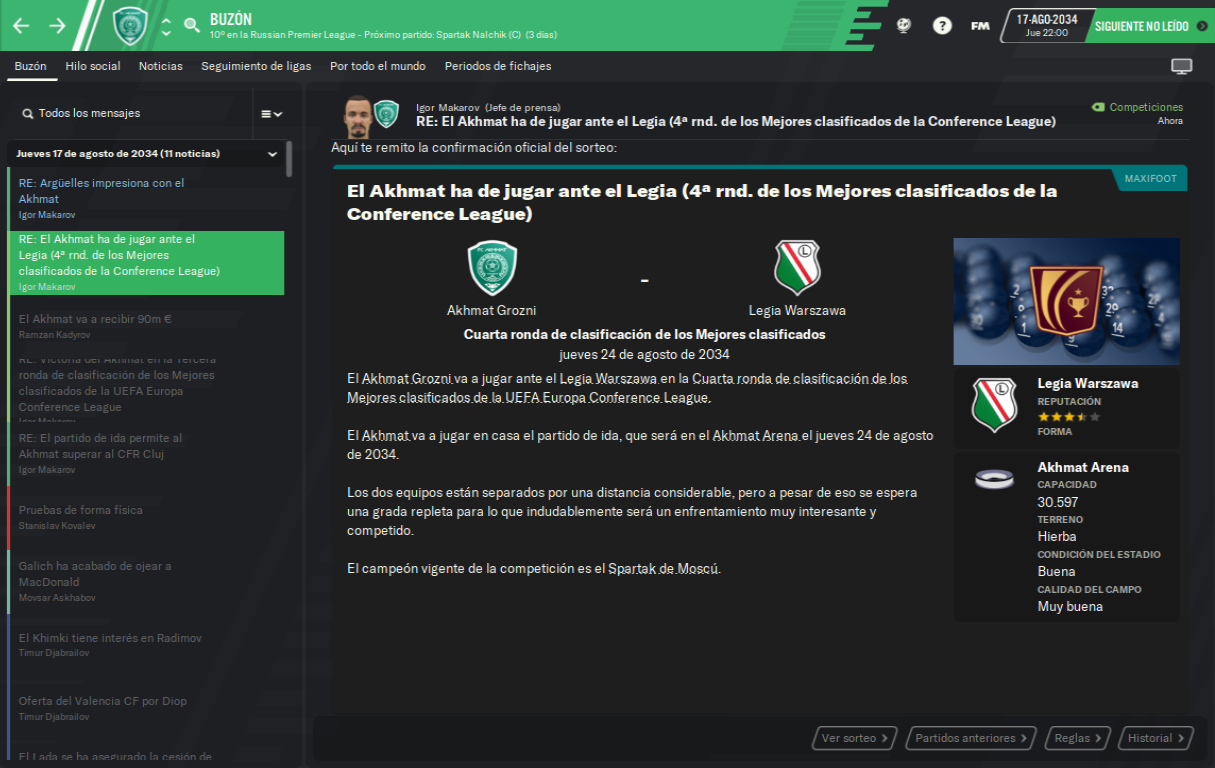 BUZÓN
10º en la Russian Premier League - Próximo partido: Spartak Nalchik (C) (3 días)
FM
17-AGO-2034
Jue 22:00
SIGUIENTE NO LEÍDO
Buzón Hilo social Noticias Seguimiento de ligas Por todo el mundo Periodos de fichajes
Todos los mensajes
Jueves 17 de agosto de 2034 (11 noticias)
RE: Argüelles impresiona con el
Akhmat
Igor Makarov
RE: El Akhmat ha de jugar ante el
Legia (4ª rnd. de los Mejores
clasificados de la Conference League)
Igor Makarov
El Akhmat va a recibir 90m €
Ramzan Kadyrov
RE: Victoria del Akhmat en la Tercera
ronda de clasificación de los Mejores
clasificados de la UEFA Europa
Conference League
Igor Makarov
RE: El partido de ida permite al
Akhmat superar al CFR Cluj
Igor Makarov
Pruebas de forma física
Stanislav Kovalev
Galich ha acabado de ojear a
MacDonald
Movsar Askhabov
El Khimki tiene interés en Radimov
Timur Djabrailov
Oferta del Valencia CF por Diop
Timur Djabrailov
El Lada se ha asegurado la cesión de
Igor Makarov (Jefe de prensa)
RE: El Akhmat ha de jugar ante el Legia (4ª rnd. de los Mejores clasificados de la Conference League)
Competiciones
Ahora
Aquí te remito la confirmación oficial del sorteo:
MAXIFOOT
El Akhmat ha de jugar ante el Legia (4ª rnd. de los Mejores clasificados de la
Conference League)
-
Akhmat Grozni Legia Warszawa
Cuarta ronda de clasificación de los Mejores clasificados
jueves 24 de agosto de 2034
El Akhmat Grozni va a jugar ante el Legia Warszawa en la Cuarta ronda de clasificación de los
Mejores clasificados de la UEFA Europa Conference League.
El Akhmat va a jugar en casa el partido de ida, que será en el Akhmat Arena el jueves 24 de agosto
de 2034.
Los dos equipos están separados por una distancia considerable, pero a pesar de eso se espera
una grada repleta para lo que indudablemente será un enfrentamiento muy interesante y
competido.
El campeón vigente de la competición es el Spartak de Moscú.
Legia Warszawa
REPUTACIÓN
FORMA
Akhmat Arena
CAPACIDAD
30.597
TERRENO
Hierba
CONDICIÓN DEL ESTADIO
Buena
CALIDAD DEL CAMPO
Muy buena
Ver sorteo Partidos anteriores Reglas Historial